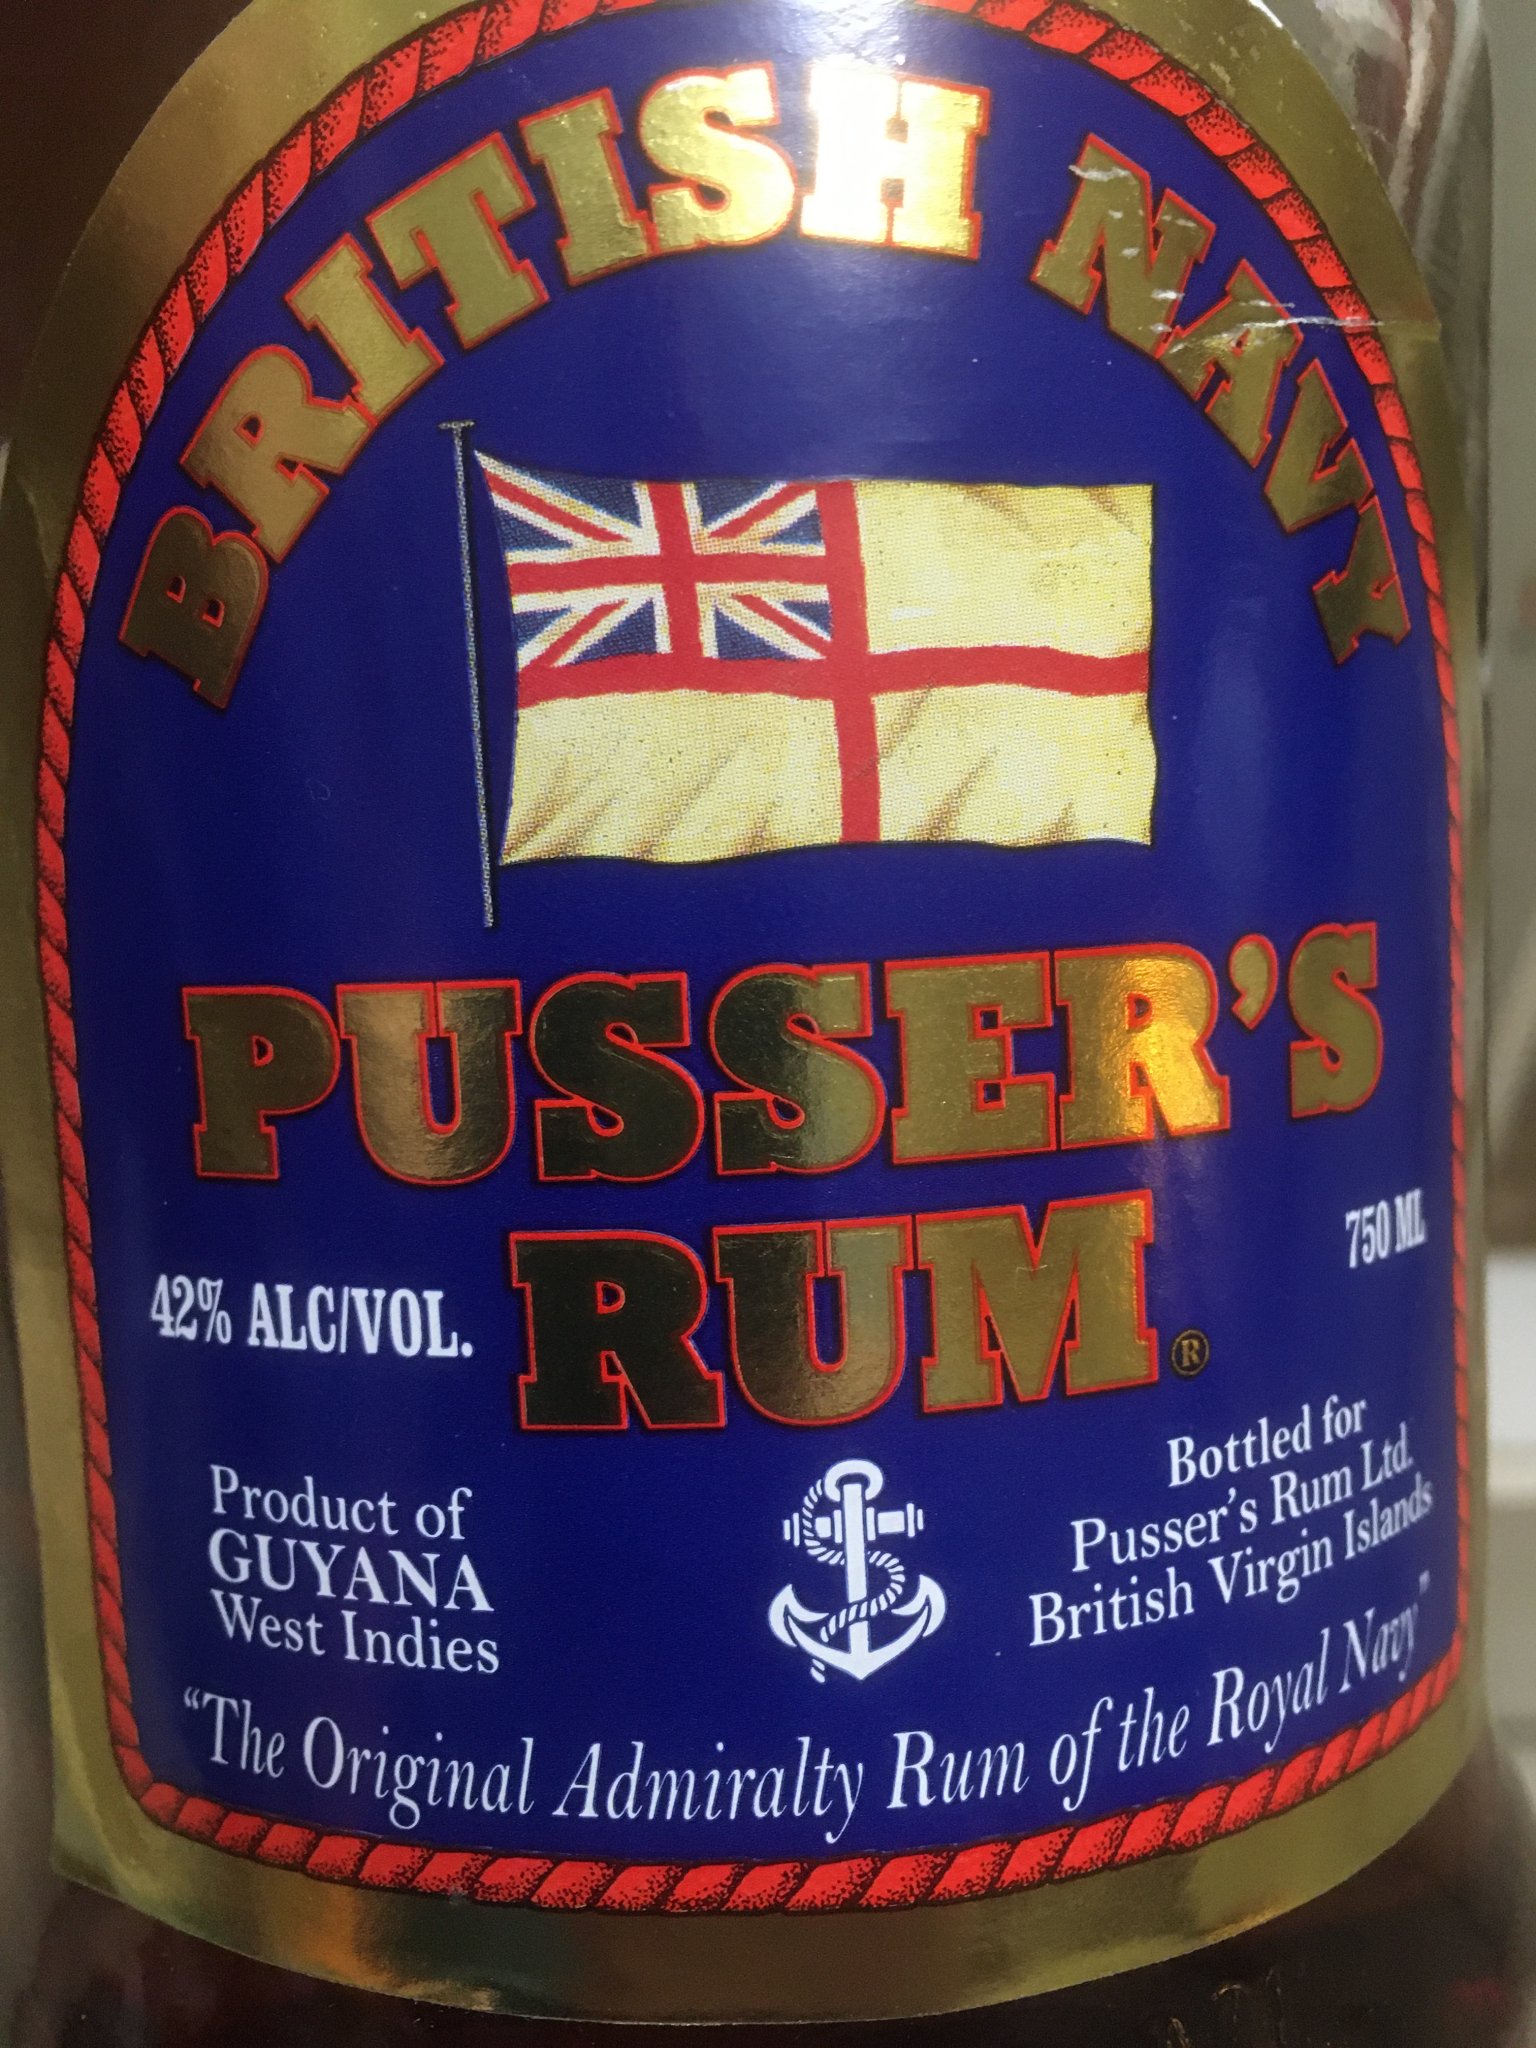 BRITISH NAVY
PUSSER'S
RUM®
750 ML
42% ALC/VOL.
Product of
GUYANA
West Indies
Bottled for
Pusser's Rum Ltd.
British Virgin Islands
"The Original Admiralty Rum of the Royal Navy"